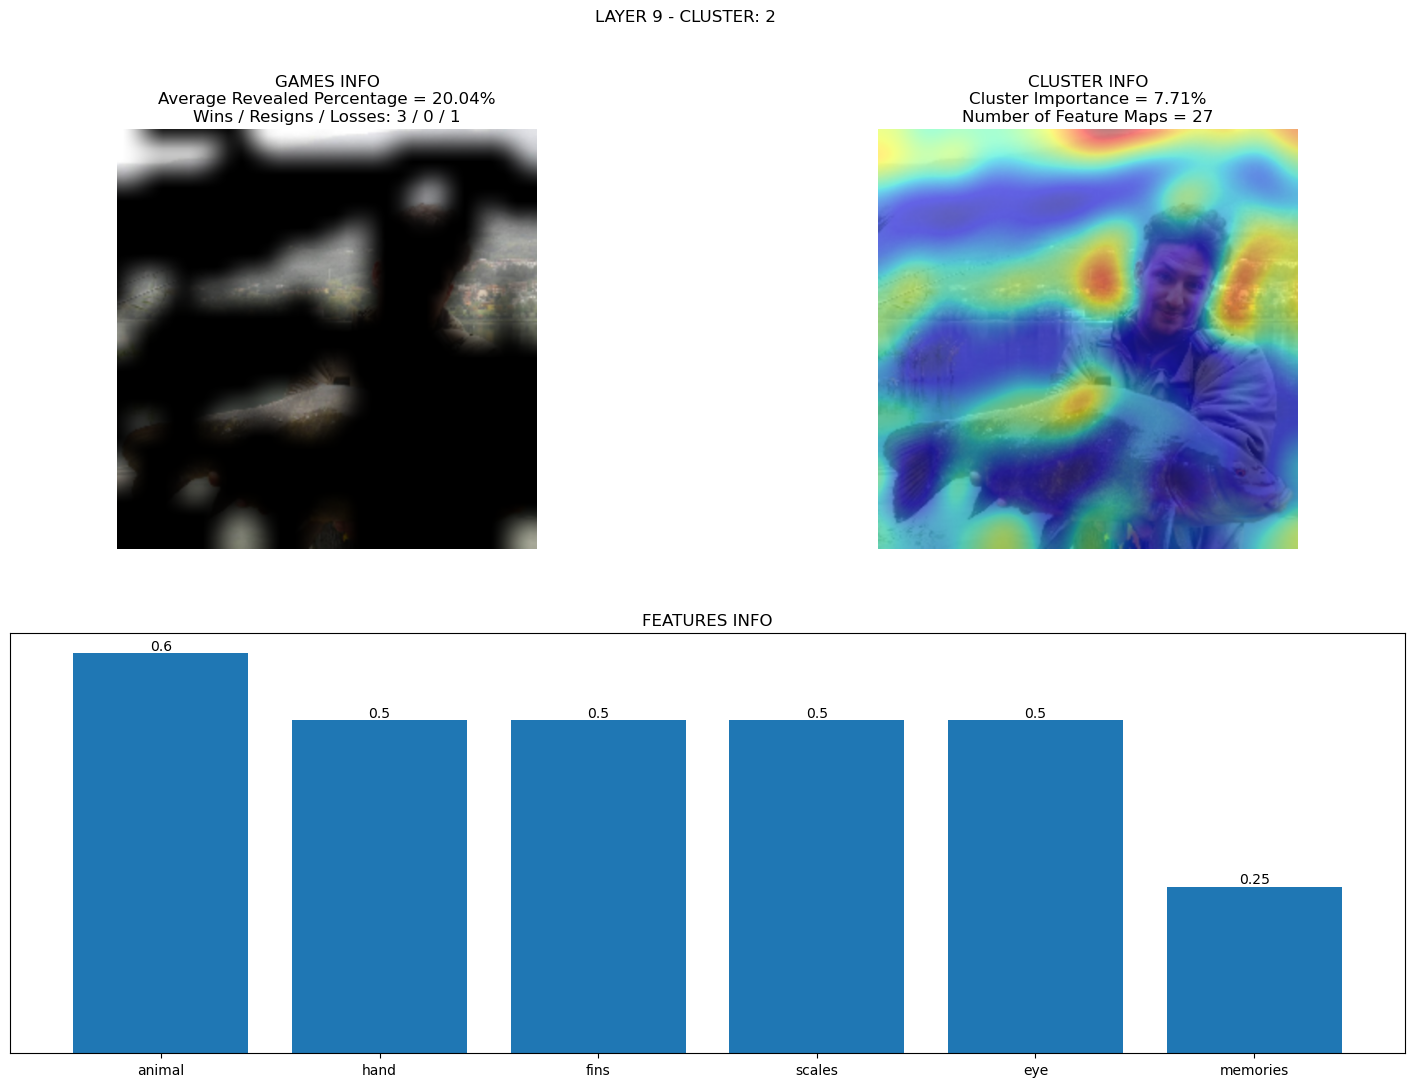 LAYER 9 - CLUSTER: 2
GAMES INFO
Average Revealed Percentage = 20.04%
Wins / Resigns / Losses: 3 / 0 / 1
CLUSTER INFO
Cluster Importance = 7.71%
Number of Feature Maps = 27
FEATURES INFO
0.6
0.5
0.5
0.5
0.5
0.25
animal
hand
fins
scales
eye
memories